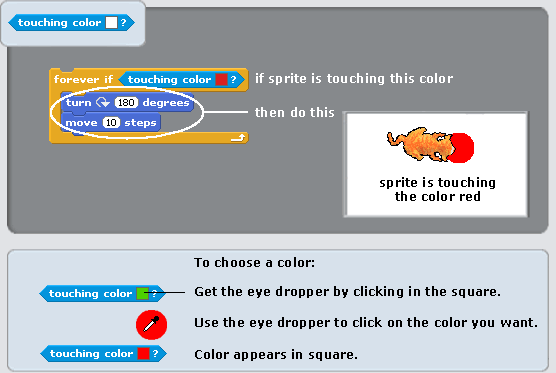 touching color ?
forever if touching color ? if sprite is touching this color
turn 180 degrees
then do this
move 10 steps
sprite is touching
the color red
To choose a color:
touching color ? Get the eye dropper by clicking in the square.
Use the eye dropper to click on the color you want.
touching color ? Color appears in square.